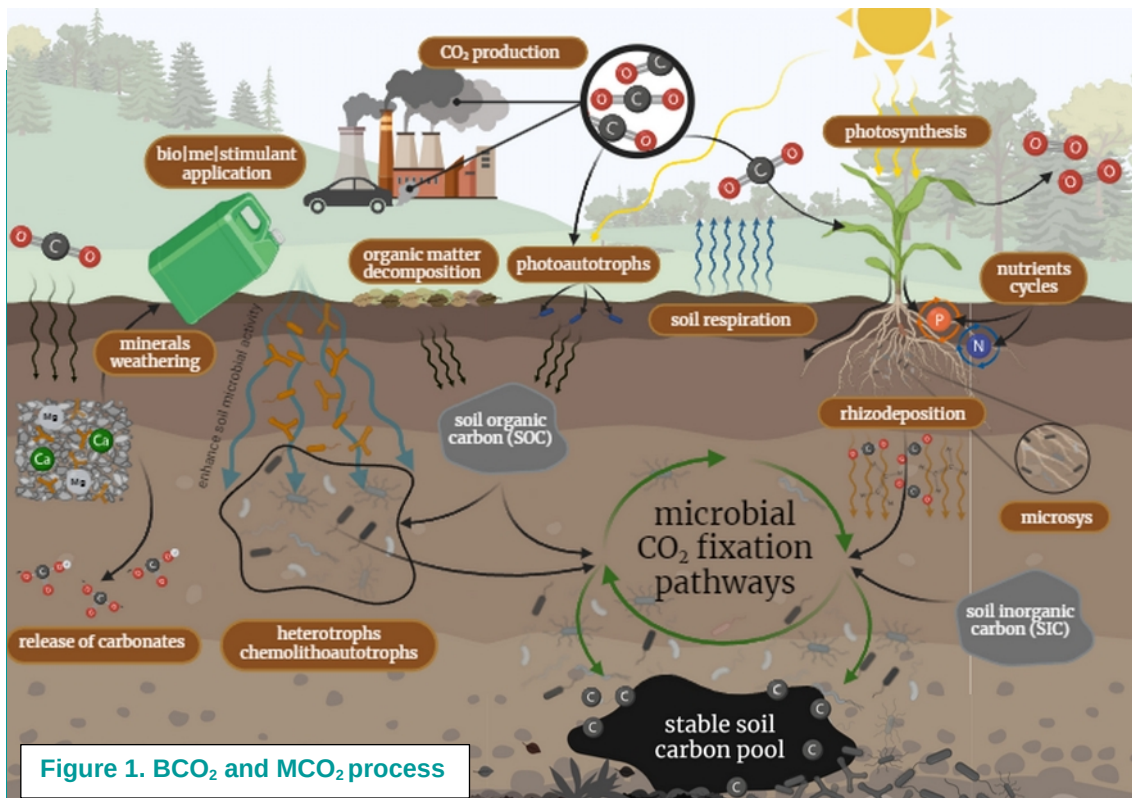 CO₂ production
O
C
O
C
O
C
O
photosynthesis
bio|me|stimulant
application
O
C
O
O
O
O
O
O
C
O
organic matter
decomposition
photoautotrophs
nutrients
cycles
soil respiration
P
N
minerals
weathering
enhance soil microbial activity
rhizodeposition
soil organic
carbon (SOC)
Mg
Ca
Ca
Mg
microsys
microbial
CO₂ fixation
pathways
soil inorganic
carbon (SIC)
release of carbonates
heterotrophs
chemolithoautotrophs
C
C
C
C
C
C
C
stable soil
carbon pool
Figure 1. BCO₂ and MCO₂ process